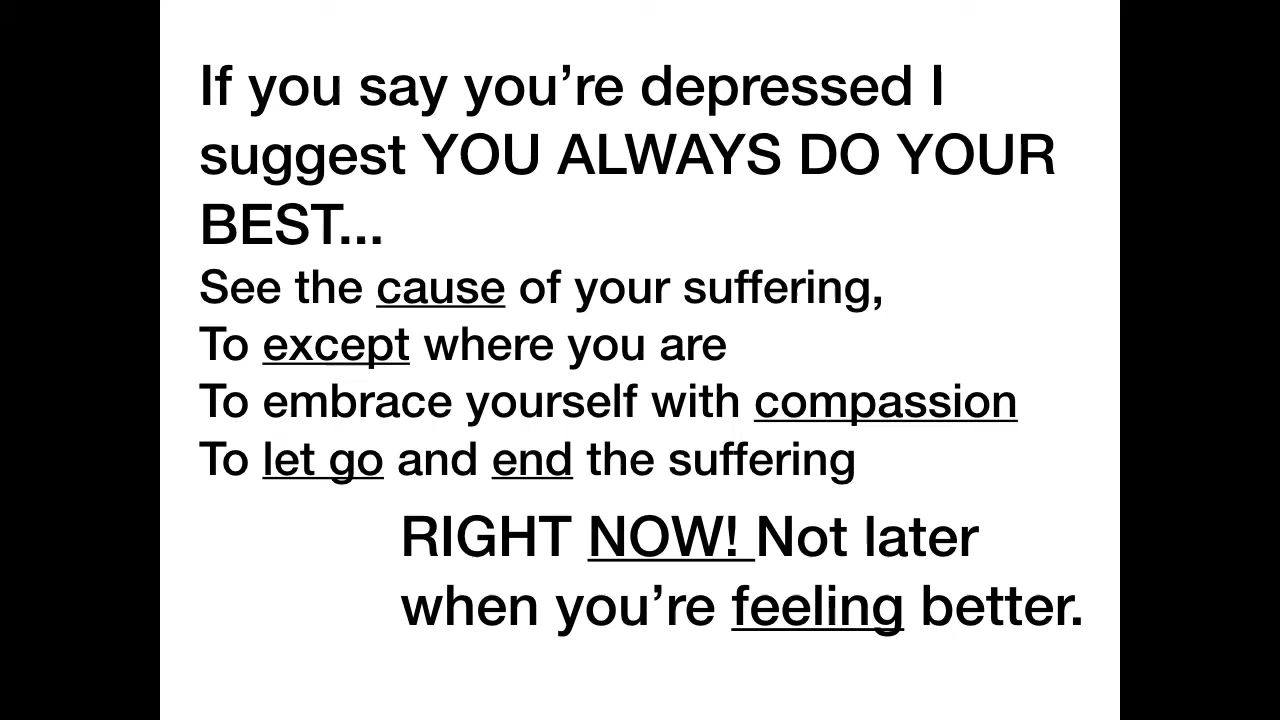 If you say you’re depressed I
suggest YOU ALWAYS DO YOUR
BEST...
See the cause of your suffering,
To except where you are
To embrace yourself with compassion
To let go and end the suffering
RIGHT NOW! Not later
when you’re feeling better.